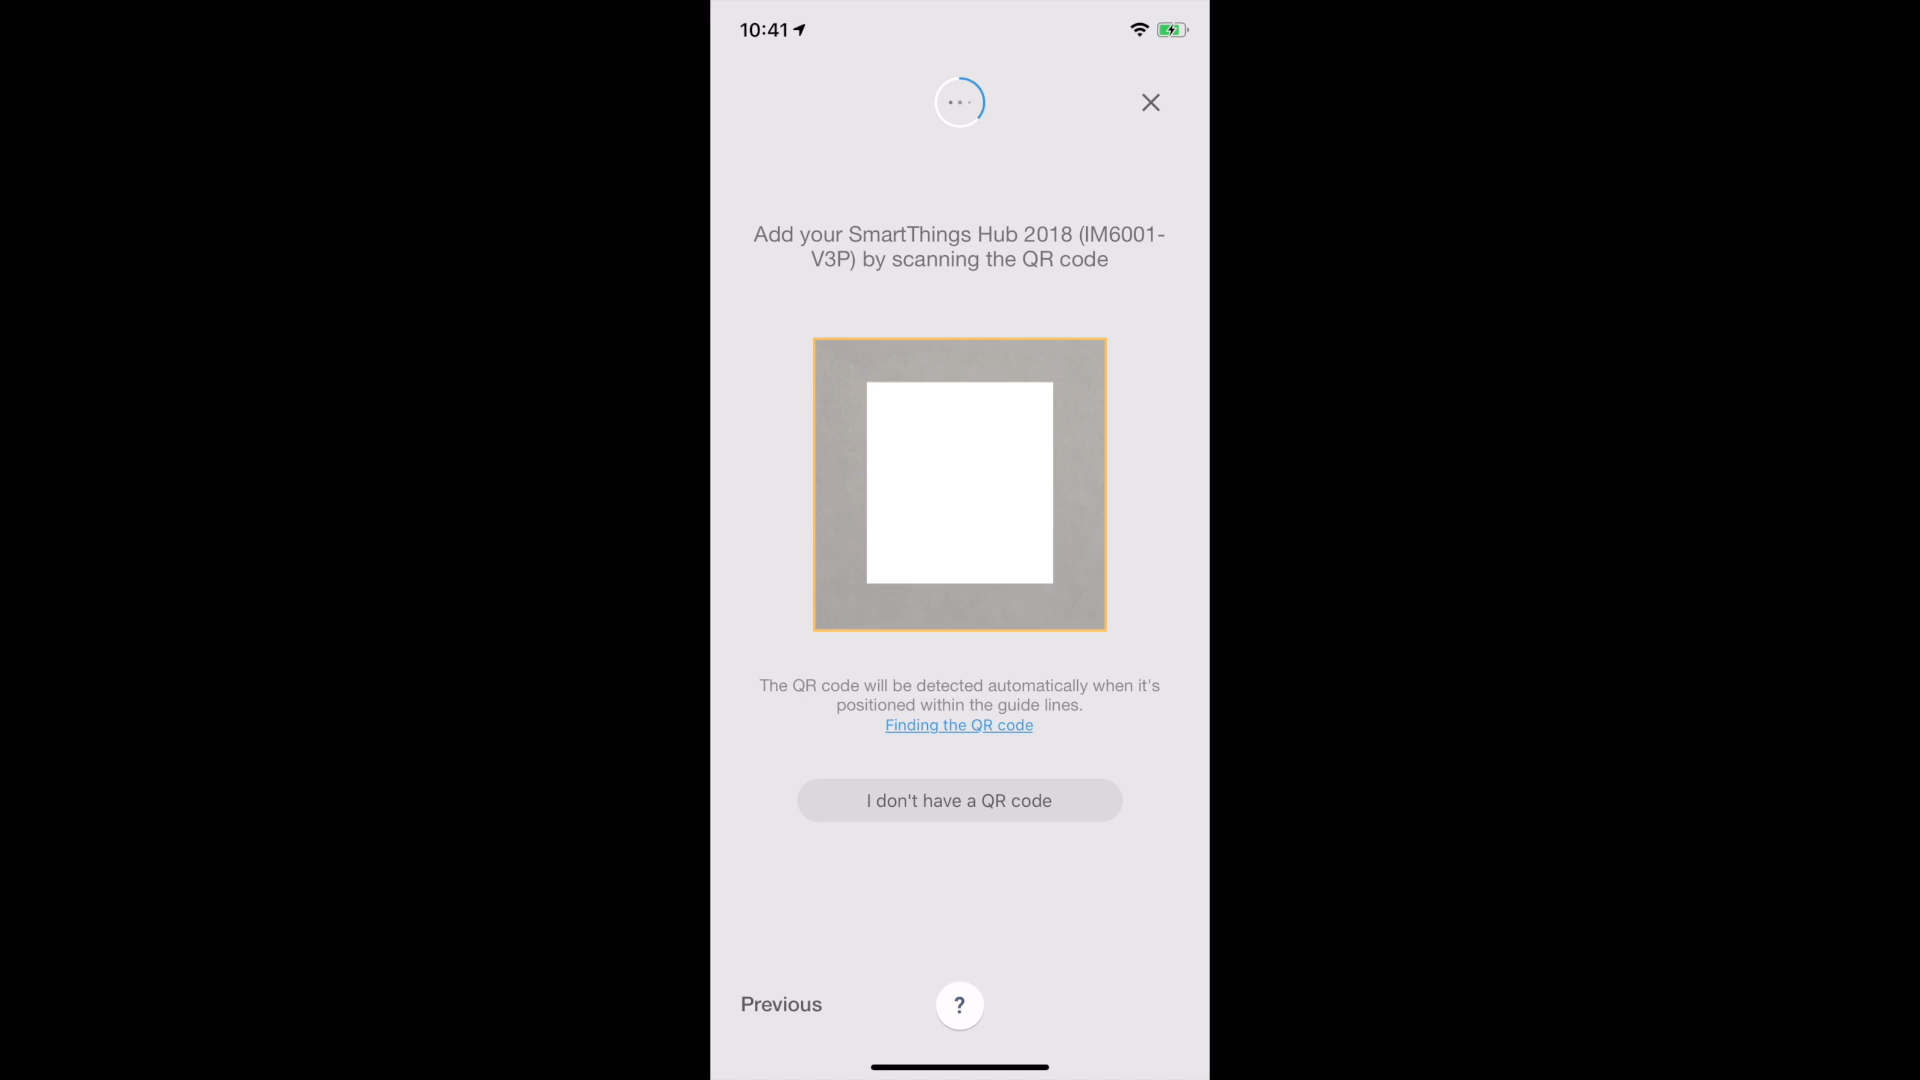 10:41
Add your SmartThings Hub 2018 (IM6001-
V3P) by scanning the QR code
The QR code will be detected automatically when it's
positioned within the guide lines.
Finding the QR code
I don't have a QR code
Previous
?